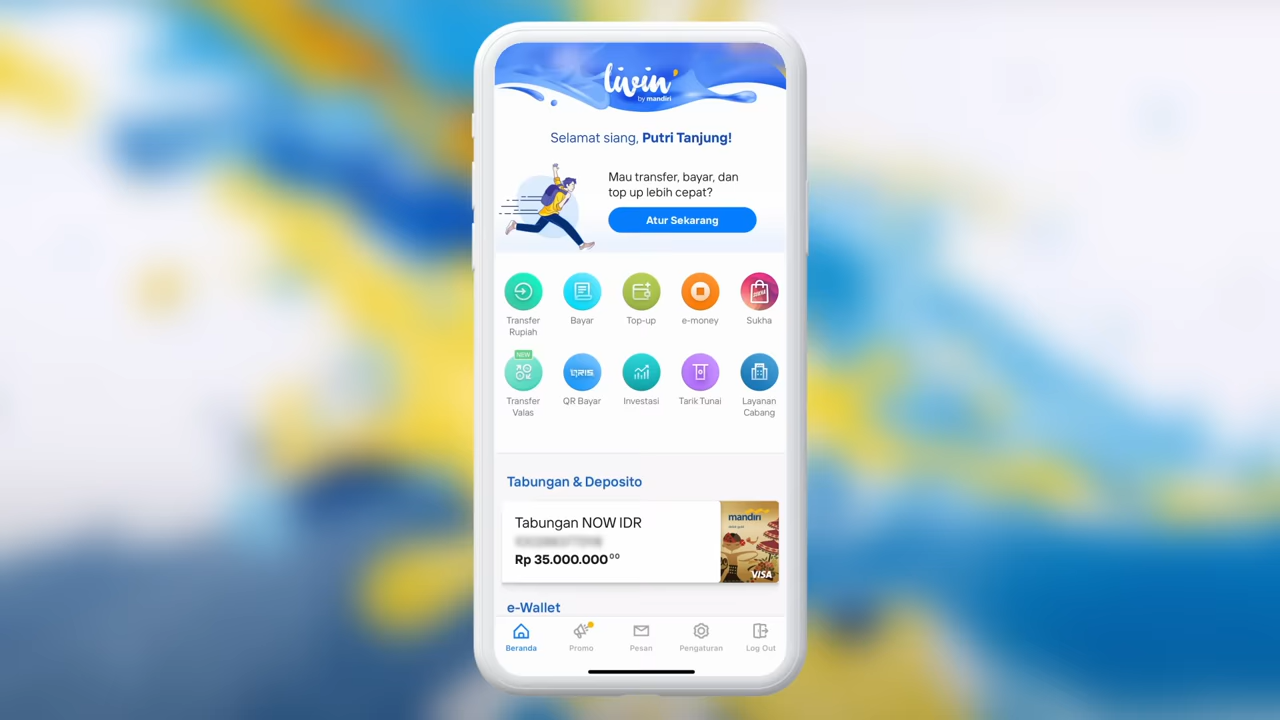 livin'
by mandiri
Selamat siang, Putri Tanjung!
Mau transfer, bayar, dan
top up lebih cepat?
Atur Sekarang
Transfer
Rupiah
Bayar
Top-up
e-money
Sukha
NEW
Transfer
Valas
QRIS
QR Bayar
Investasi
Tarik Tunai
Layanan
Cabang
Tabungan & Deposito
Tabungan NOW IDR
Rp 35.000.000⁰⁰
mandiri
VISA
e-Wallet
Beranda
Promo
Pesan
Pengaturan
Log Out